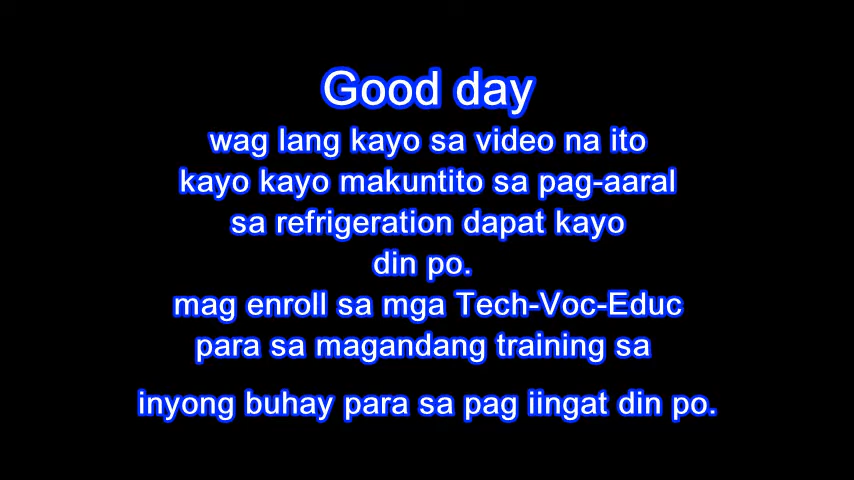 Good day
wag lang kayo sa video na ito
kayo kayo makuntito sa pag-aaral
sa refrigeration dapat kayo
din po.
mag enroll sa mga Tech-Voc-Educ
para sa magandang training sa
inyong buhay para sa pag iingat din po.